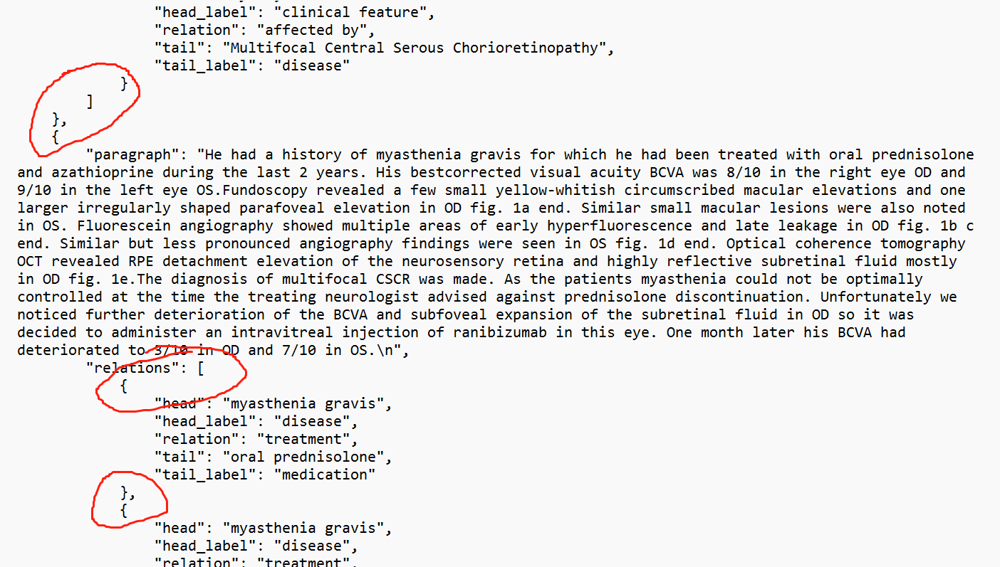 "head_label": "clinical feature",
"relation": "affected by",
"tail": "Multifocal Central Serous Chorioretinopathy",
"tail_label": "disease"
}
]
},
{
"paragraph": "He had a history of myasthenia gravis for which he had been treated with oral prednisolone
and azathioprine during the last 2 years. His bestcorrected visual acuity BCVA was 8/10 in the right eye OD and
9/10 in the left eye OS.Fundoscopy revealed a few small yellow-whitish circumscribed macular elevations and one
larger irregularly shaped parafoveal elevation in OD fig. 1a end. Similar small macular lesions were also noted
in OS. Fluorescein angiography showed multiple areas of early hyperfluorescence and late leakage in OD fig. 1b c
end. Similar but less pronounced angiography findings were seen in OS fig. 1d end. Optical coherence tomography
OCT revealed RPE detachment elevation of the neurosensory retina and highly reflective subretinal fluid mostly
in OD fig. 1e.The diagnosis of multifocal CSCR was made. As the patients myasthenia could not be optimally
controlled at the time the treating neurologist advised against prednisolone discontinuation. Unfortunately we
noticed further deterioration of the BCVA and subfoveal expansion of the subretinal fluid in OD so it was
decided to administer an intravitreal injection of ranibizumab in this eye. One month later his BCVA had
deteriorated to 3/10 in OD and 7/10 in OS.\n",
"relations": [
{
"head": "myasthenia gravis",
"head_label": "disease",
"relation": "treatment",
"tail": "oral prednisolone",
"tail_label": "medication"
},
{
"head": "myasthenia gravis",
"head_label": "disease",
"relation": "treatment",